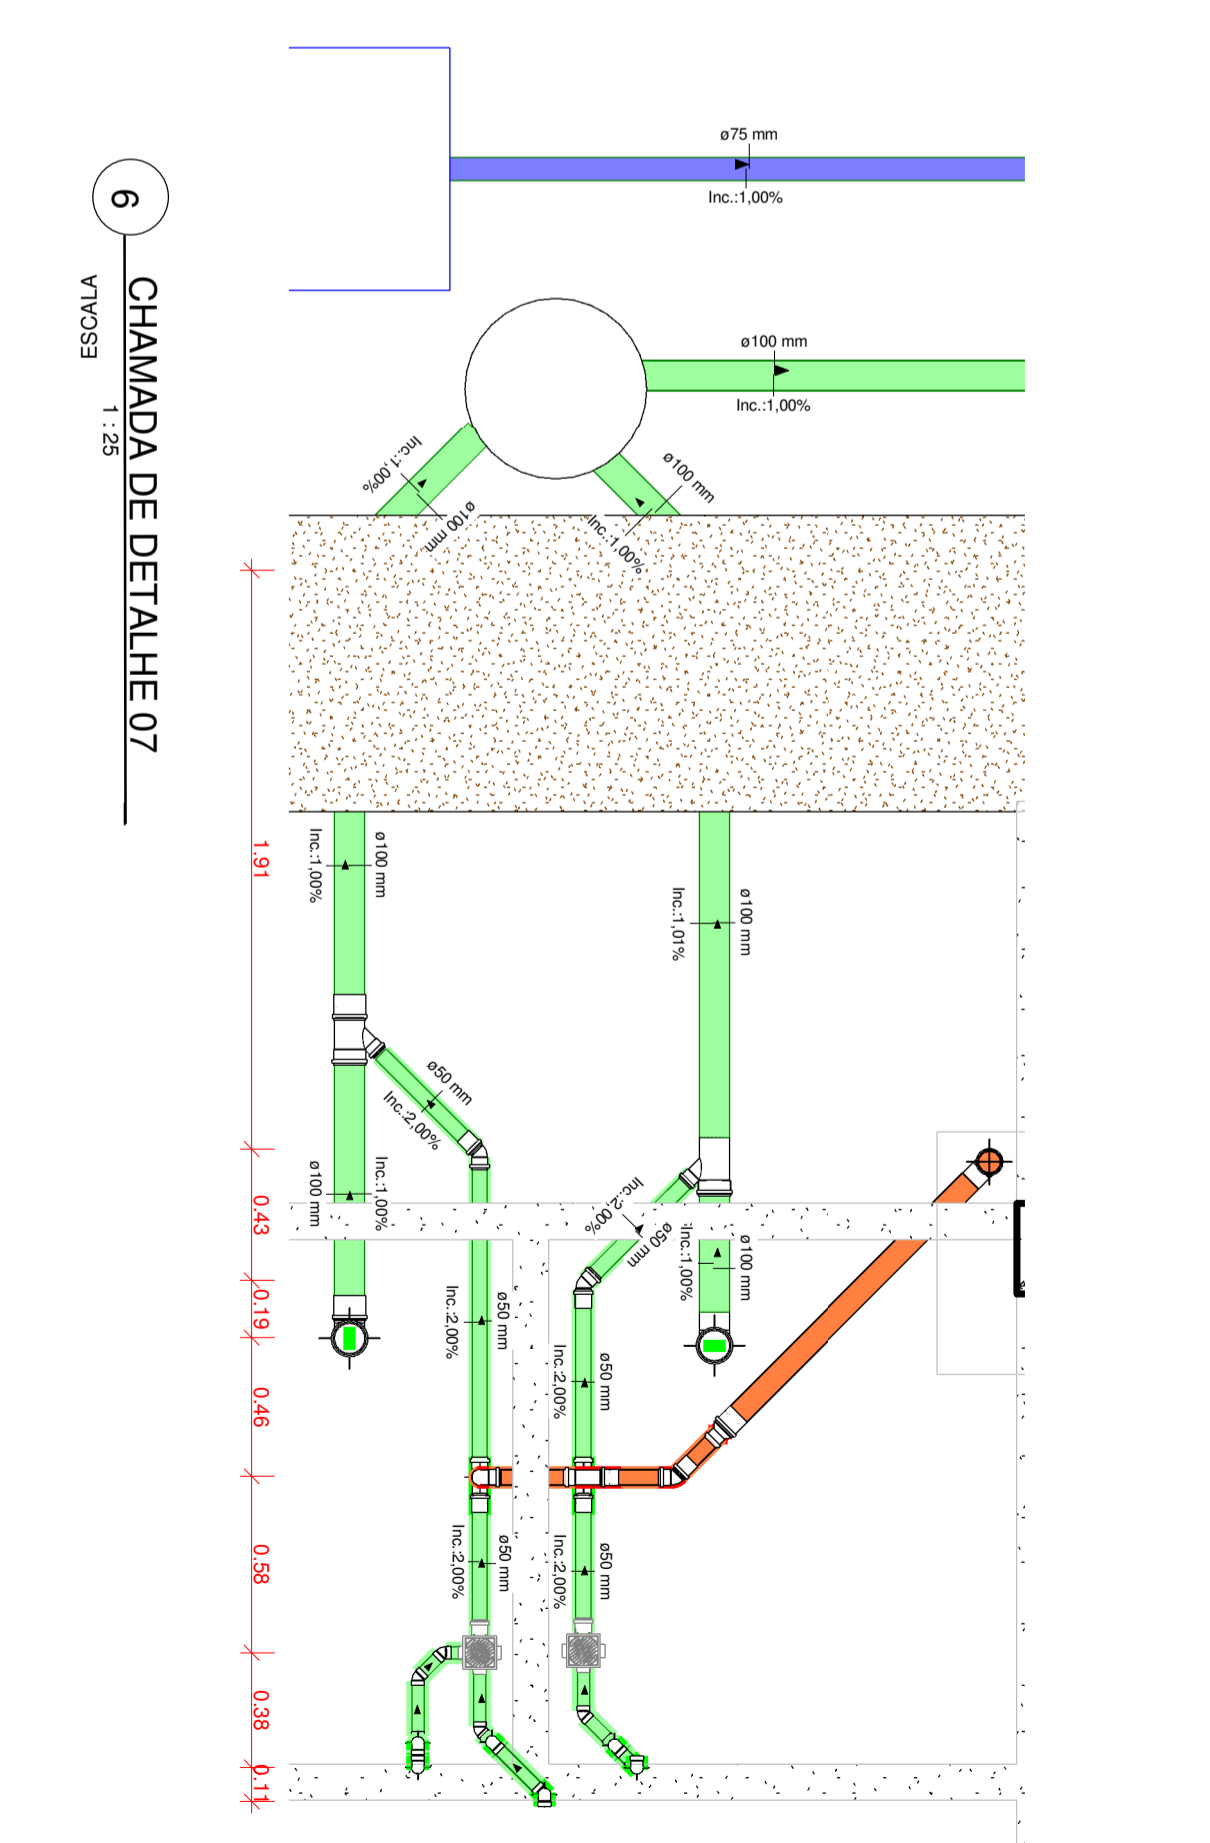 6
CHAMADA DE DETALHE 07
ESCALA
1 : 25
ø75 mm
Inc.:1,00%
ø100 mm
Inc.:1,00%
Inc.:1,00%
ø100 mm
ø100 mm
Inc.:1,00%
1.91
0.43
0.19
0.46
0.58
0.38
0.11
ø100 mm
Inc.:1,00%
ø100 mm
Inc.:1,01%
ø50 mm
Inc.:2,00%
Inc.:1,00%
ø100 mm
Inc.:2,00%
ø50 mm
ø100 mm
Inc.:1,00%
ø50 mm
Inc.:2,00%
ø50 mm
Inc.:2,00%
ø50 mm
Inc.:2,00%
ø50 mm
Inc.:2,00%